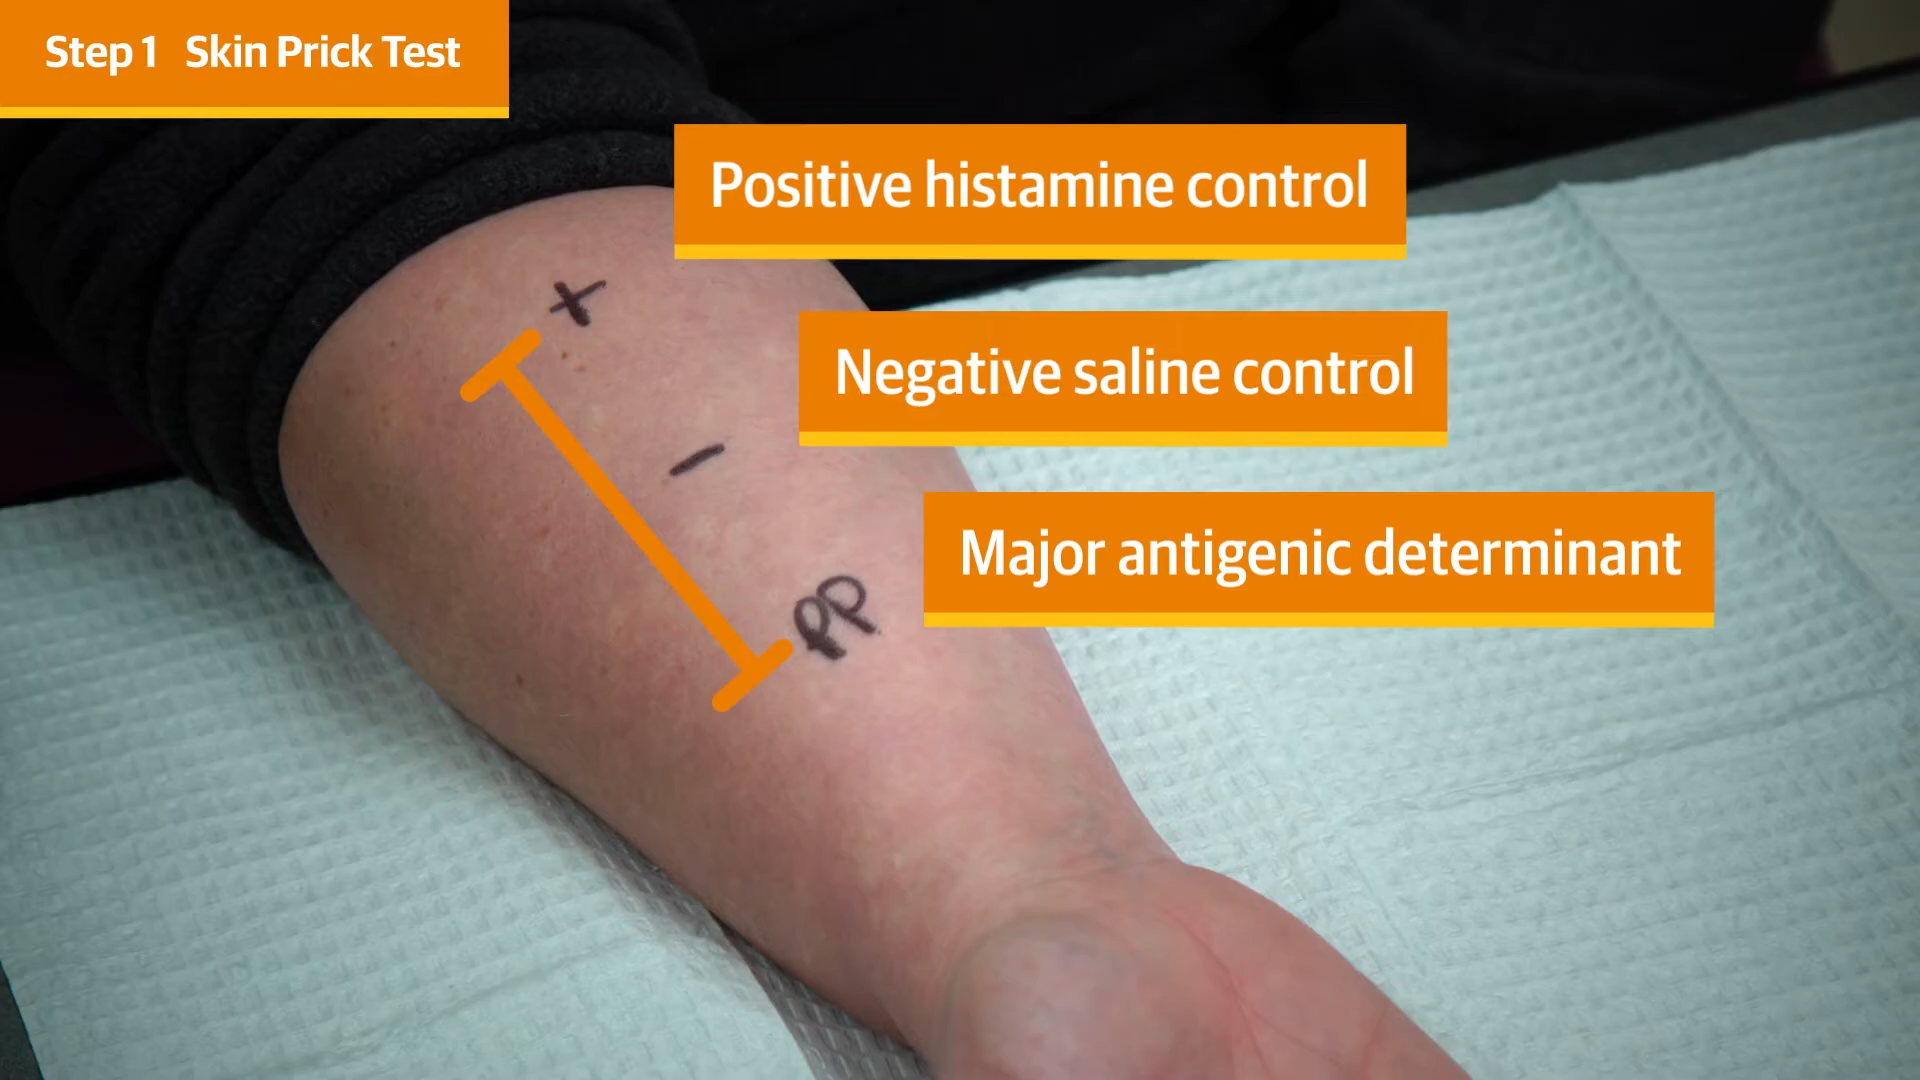 Step 1 Skin Prick Test
Positive histamine control
+
Negative saline control
-
Major antigenic determinant
PP